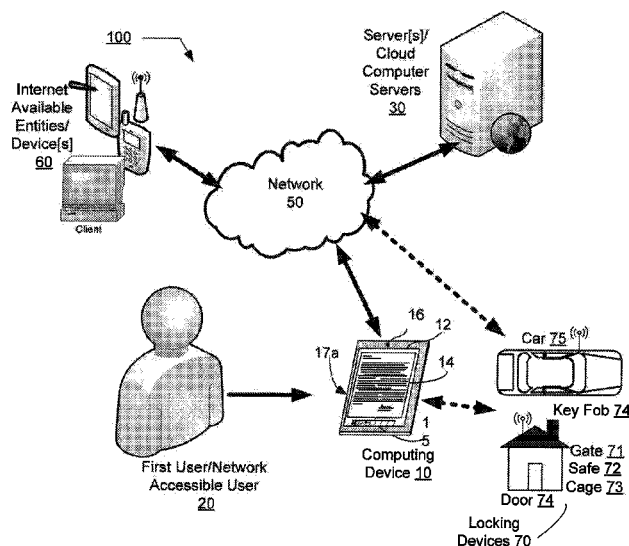 100
Internet
Available
Entities/
Device[s]
60
Client
Server[s]/
Cloud
Computer
Servers
30
Network
50
16
12
17a
14
1
5
Computing
Device 10
First User/Network
Accessible User
20
Car 75
Key Fob 74
Gate 71
Safe 72
Cage 73
Door 74
Locking
Devices 70